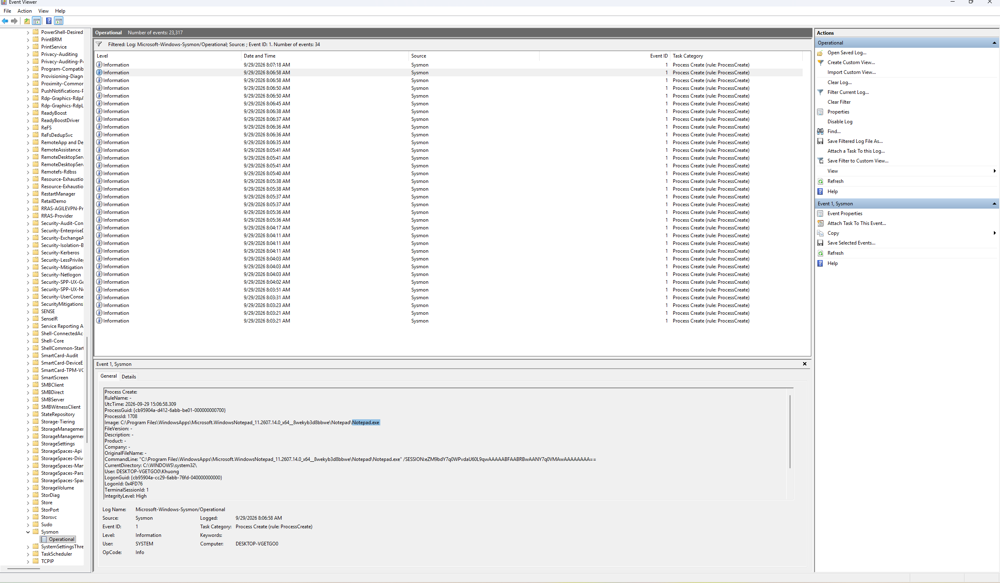 Event Viewer
File Action View Help
PowerShell-Desired
PrintBRM
PrintService
Privacy-Auditing
Privacy-Auditing-P
Program-Compatib
Provisioning-Diagn
Proximity-Common
PushNotifications-P
Rdp-Graphics-RdpA
Rdp-Graphics-RdpL
ReadyBoost
ReadyBoostDriver
ReFS
ReFsDedupSvc
RemoteApp and De
RemoteAssistance
RemoteDesktopServ
RemoteDesktopServ
Remotefs-Rdbss
Resource-Exhaustio
Resource-Exhaustio
RestartManager
RetailDemo
RRAS-AGILEVPN-Pr
RRAS-Provider
Security-Audit-Con
Security-EnterpriseD
Security-ExchangeA
Security-Isolation-B
Security-Kerberos
Security-LessPrivileg
Security-Mitigation
Security-Netlogon
Security-SPP-UX-Ge
Security-SPP-UX-No
Security-UserConse
SecurityMitigations
SENSE
SenseIR
Service Reporting A
Shell-ConnectedAc
Shell-Core
ShellCommon-Start
SmartCard-Audit
SmartCard-DeviceE
SmartCard-TPM-VC
SmartScreen
SMBClient
SMBDirect
SMBServer
SMBWitnessClient
StateRepository
Storage-Tiering
StorageManagemer
StorageManagemer
StorageSettings
StorageSpaces-Api
StorageSpaces-Driv
StorageSpaces-Man
StorageSpaces-Pars
StorageSpaces-Spac
StorageVolume
StorDiag
Store
StorPort
Storsvc
Sudo
Sysmon
Operational
SystemSettingsThre
TaskScheduler
TCPIP
Operational Number of events: 23,317
Filtered: Log: Microsoft-Windows-Sysmon/Operational; Source: ; Event ID: 1. Number of events: 34
Level Date and Time Source Event ID Task Category
Information 9/29/2026 8:07:18 AM Sysmon 1 Process Create (rule: ProcessCreate)
Information 9/29/2026 8:06:58 AM Sysmon 1 Process Create (rule: ProcessCreate)
Information 9/29/2026 8:06:58 AM Sysmon 1 Process Create (rule: ProcessCreate)
Information 9/29/2026 8:06:50 AM Sysmon 1 Process Create (rule: ProcessCreate)
Information 9/29/2026 8:06:50 AM Sysmon 1 Process Create (rule: ProcessCreate)
Information 9/29/2026 8:06:45 AM Sysmon 1 Process Create (rule: ProcessCreate)
Information 9/29/2026 8:06:38 AM Sysmon 1 Process Create (rule: ProcessCreate)
Information 9/29/2026 8:06:37 AM Sysmon 1 Process Create (rule: ProcessCreate)
Information 9/29/2026 8:06:36 AM Sysmon 1 Process Create (rule: ProcessCreate)
Information 9/29/2026 8:06:36 AM Sysmon 1 Process Create (rule: ProcessCreate)
Information 9/29/2026 8:06:35 AM Sysmon 1 Process Create (rule: ProcessCreate)
Information 9/29/2026 8:05:41 AM Sysmon 1 Process Create (rule: ProcessCreate)
Information 9/29/2026 8:05:41 AM Sysmon 1 Process Create (rule: ProcessCreate)
Information 9/29/2026 8:05:41 AM Sysmon 1 Process Create (rule: ProcessCreate)
Information 9/29/2026 8:05:40 AM Sysmon 1 Process Create (rule: ProcessCreate)
Information 9/29/2026 8:05:38 AM Sysmon 1 Process Create (rule: ProcessCreate)
Information 9/29/2026 8:05:38 AM Sysmon 1 Process Create (rule: ProcessCreate)
Information 9/29/2026 8:05:37 AM Sysmon 1 Process Create (rule: ProcessCreate)
Information 9/29/2026 8:05:37 AM Sysmon 1 Process Create (rule: ProcessCreate)
Information 9/29/2026 8:05:36 AM Sysmon 1 Process Create (rule: ProcessCreate)
Information 9/29/2026 8:05:36 AM Sysmon 1 Process Create (rule: ProcessCreate)
Information 9/29/2026 8:04:17 AM Sysmon 1 Process Create (rule: ProcessCreate)
Information 9/29/2026 8:04:11 AM Sysmon 1 Process Create (rule: ProcessCreate)
Information 9/29/2026 8:04:11 AM Sysmon 1 Process Create (rule: ProcessCreate)
Information 9/29/2026 8:04:11 AM Sysmon 1 Process Create (rule: ProcessCreate)
Information 9/29/2026 8:04:03 AM Sysmon 1 Process Create (rule: ProcessCreate)
Information 9/29/2026 8:04:03 AM Sysmon 1 Process Create (rule: ProcessCreate)
Information 9/29/2026 8:04:03 AM Sysmon 1 Process Create (rule: ProcessCreate)
Information 9/29/2026 8:04:02 AM Sysmon 1 Process Create (rule: ProcessCreate)
Information 9/29/2026 8:03:51 AM Sysmon 1 Process Create (rule: ProcessCreate)
Information 9/29/2026 8:03:31 AM Sysmon 1 Process Create (rule: ProcessCreate)
Information 9/29/2026 8:03:23 AM Sysmon 1 Process Create (rule: ProcessCreate)
Information 9/29/2026 8:03:21 AM Sysmon 1 Process Create (rule: ProcessCreate)
Information 9/29/2026 8:03:21 AM Sysmon 1 Process Create (rule: ProcessCreate)
Event 1, Sysmon
General Details
Process Create:
RuleName: -
UtcTime: 2026-09-29 15:06:58.309
ProcessGuid: {cb95904a-d412-6abb-be01-000000000700}
ProcessId: 1708
Image: C:\Program Files\WindowsApps\Microsoft.WindowsNotepad_11.2607.14.0_x64__8wekyb3d8bbwe\Notepad\Notepad.exe
FileVersion: -
Description: -
Product: -
Company: -
OriginalFileName: -
CommandLine: "C:\Program Files\WindowsApps\Microsoft.WindowsNotepad_11.2607.14.0_x64__8wekyb3d8bbwe\Notepad\Notepad.exe" /SESSION:eZM9bdY7q0WPvdaU60L9qwAAAAABFAABRBwAANY7q0VMAwAAAAAAAA==
CurrentDirectory: C:\WINDOWS\system32\
User: DESKTOP-VGETGO0\Khuong
LogonGuid: {cb95904a-cc29-6abb-76fd-040000000000}
LogonId: 0x4FD76
TerminalSessionId: 1
IntegrityLevel: High
Log Name: Microsoft-Windows-Sysmon/Operational
Source: Sysmon Logged: 9/29/2026 8:06:58 AM
Event ID: 1 Task Category: Process Create (rule: ProcessCreate)
Level: Information Keywords:
User: SYSTEM Computer: DESKTOP-VGETGO0
OpCode: Info
Actions
Operational
Open Saved Log...
Create Custom View...
Import Custom View...
Clear Log...
Filter Current Log...
Clear Filter
Properties
Disable Log
Find...
Save Filtered Log File As...
Attach a Task To this Log...
Save Filter to Custom View...
View
Refresh
Help
Event 1, Sysmon
Event Properties
Attach Task To This Event...
Copy
Save Selected Events...
Refresh
Help